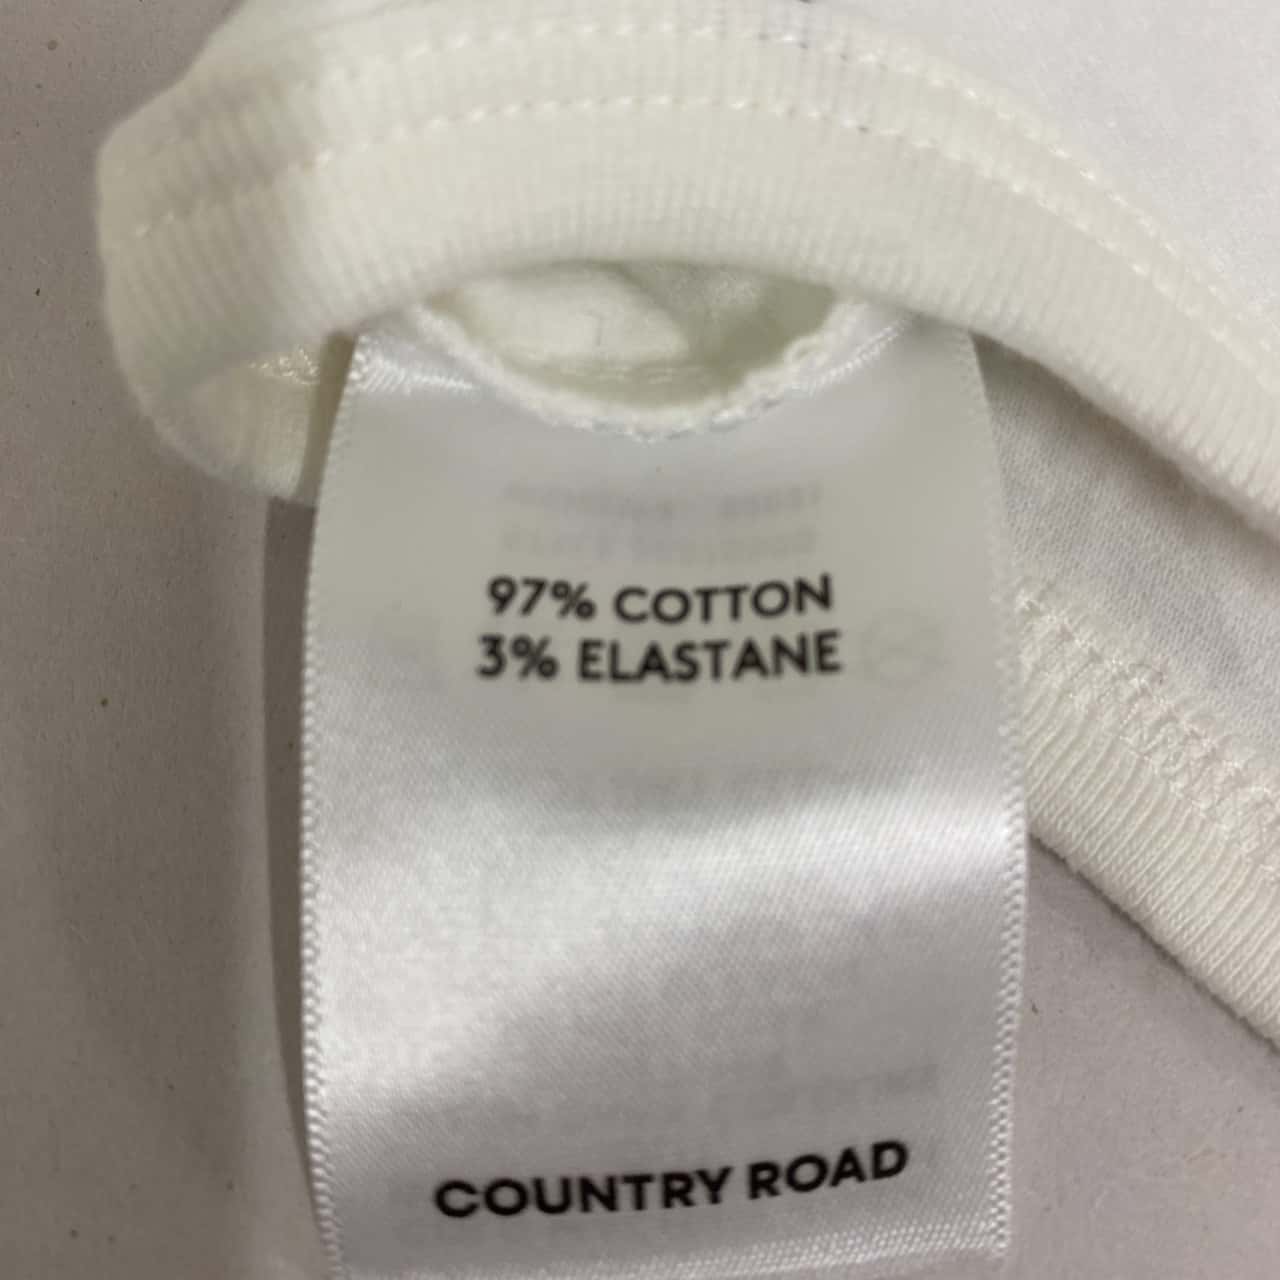 97% COTTON
3% ELASTANE
COUNTRY ROAD